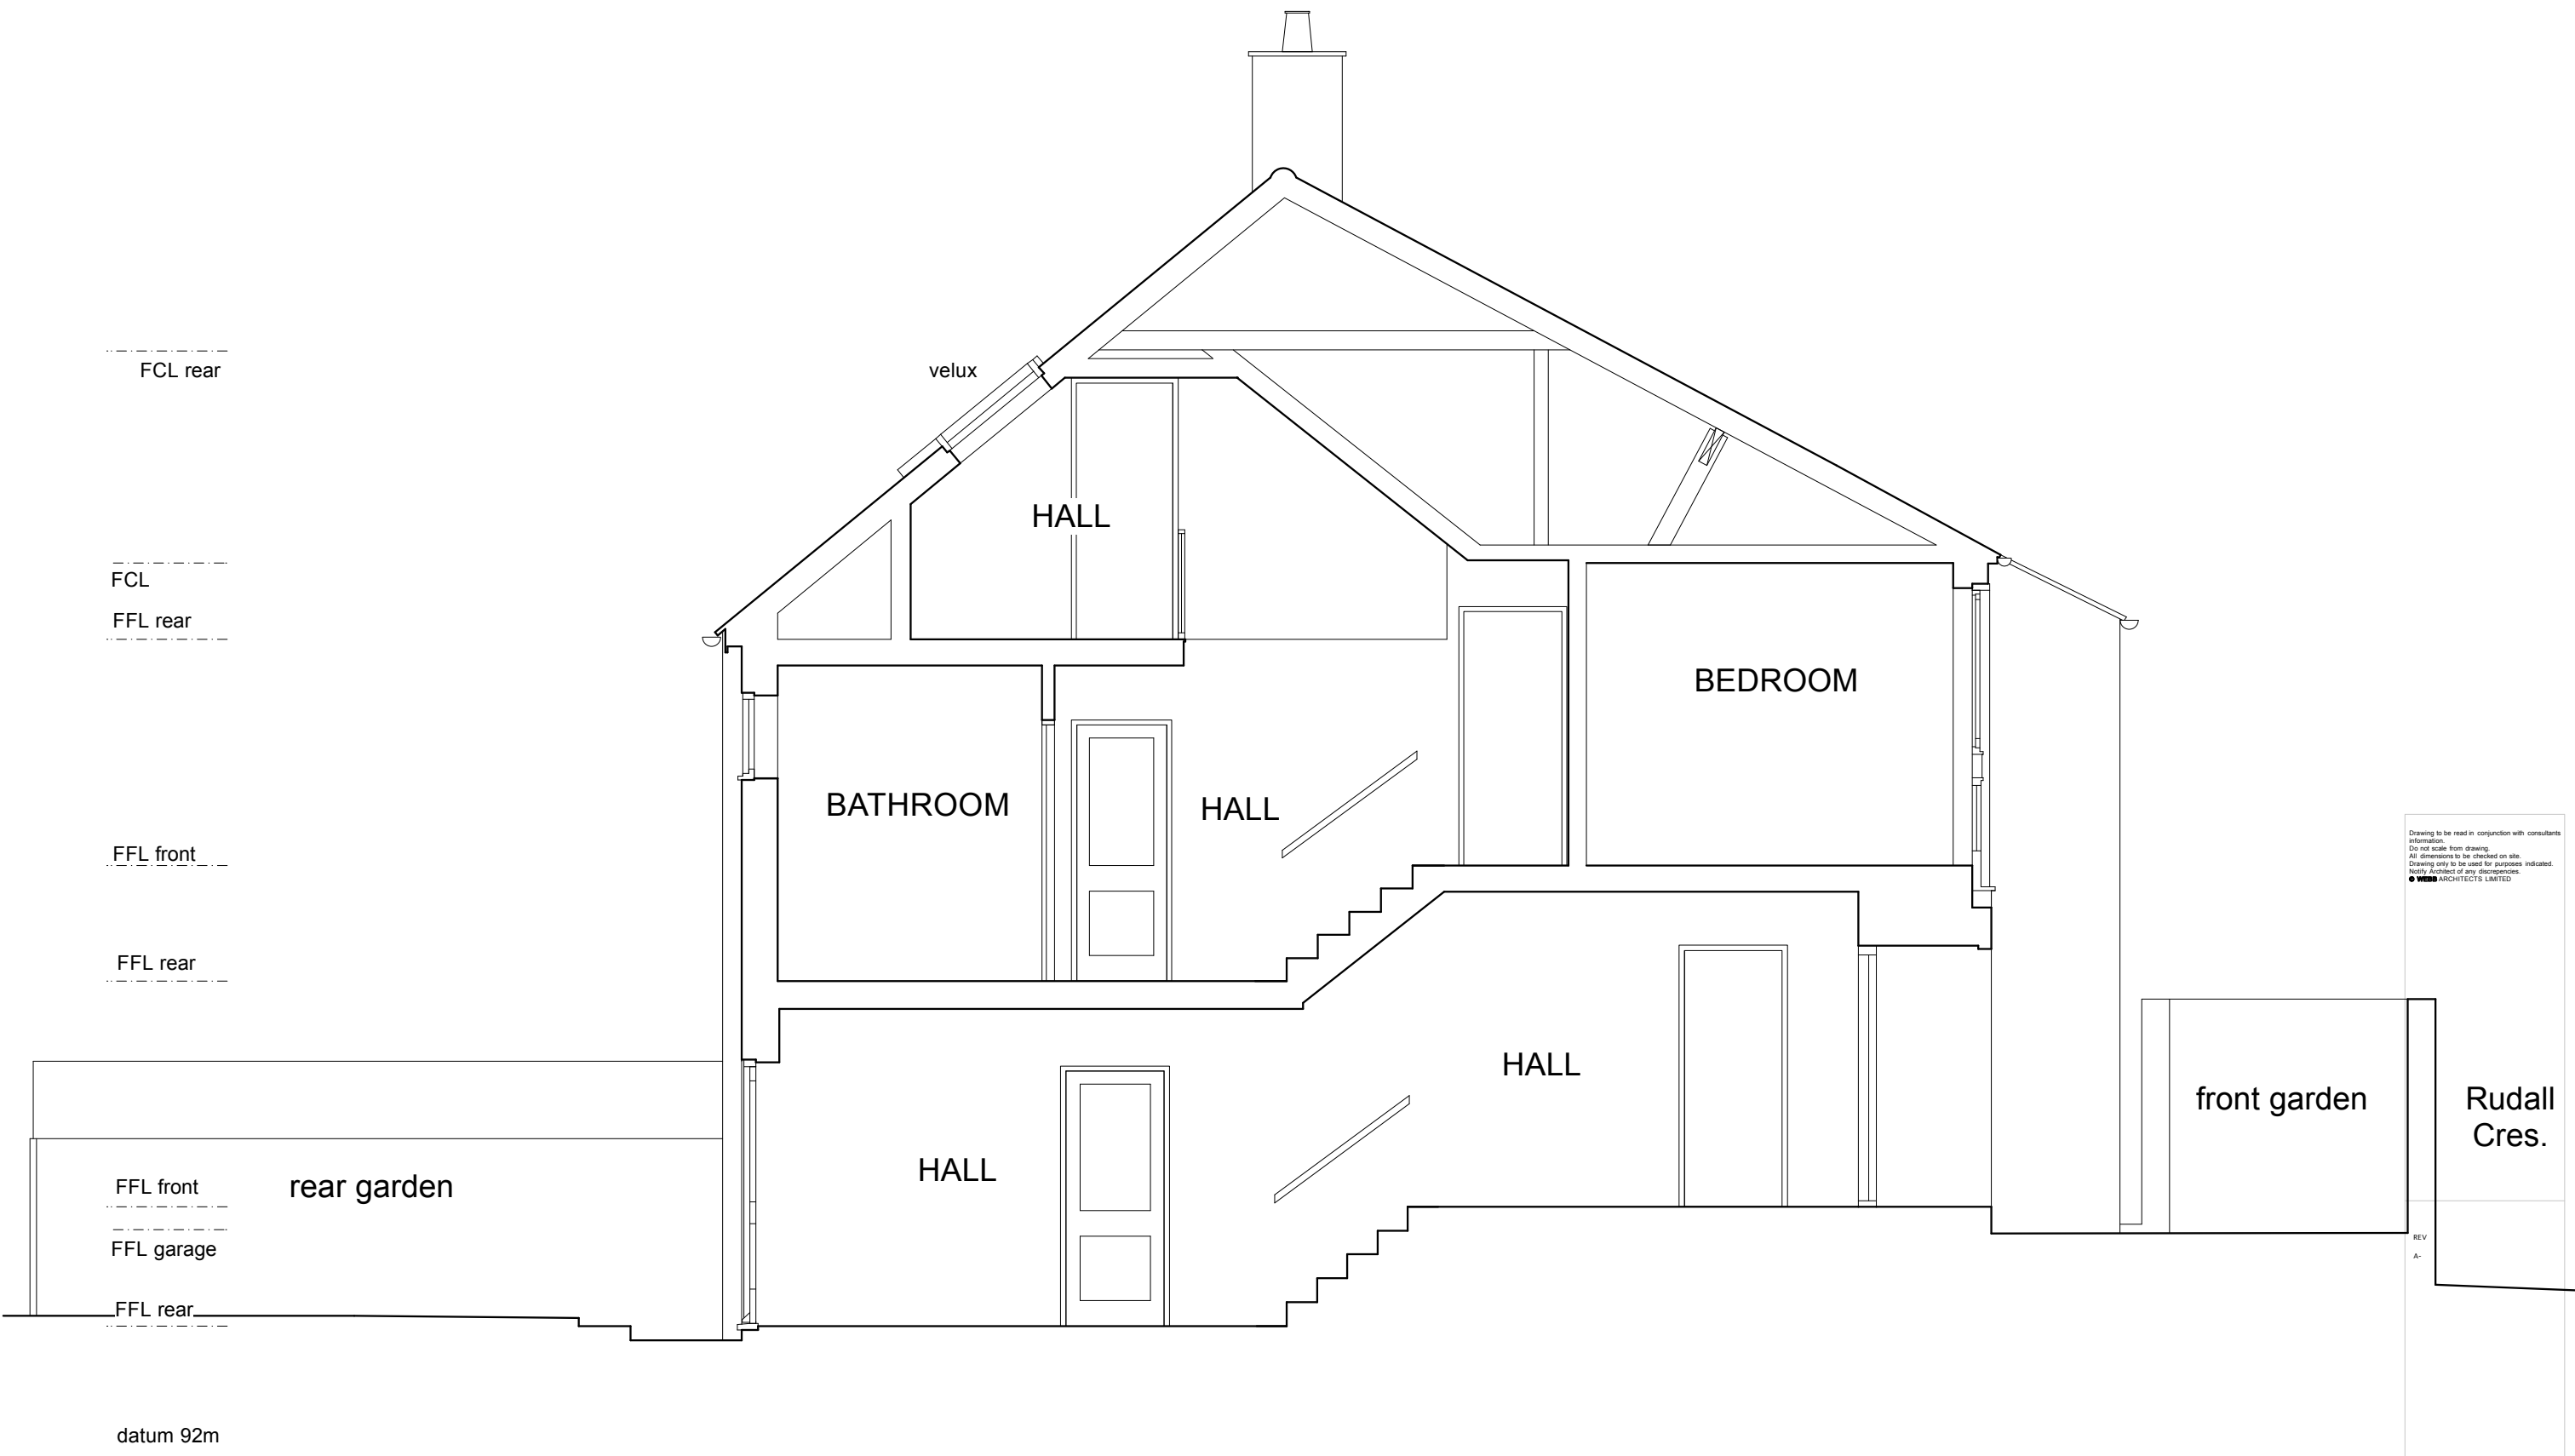 FCL rear
velux
HALL
FCL
FFL rear
BEDROOM
BATHROOM
HALL
FFL front
Drawing to be read in conjunction with consultants
information.
Do not scale from drawing.
All dimensions to be checked on site.
Drawing only to be used for purposes indicated.
Notify Architect of any discrepencies.
© WEBB ARCHITECTS LIMITED
FFL rear
HALL
front garden
Rudall
Cres.
HALL
FFL front
rear garden
FFL garage
REV
A-
FFL rear
datum 92m